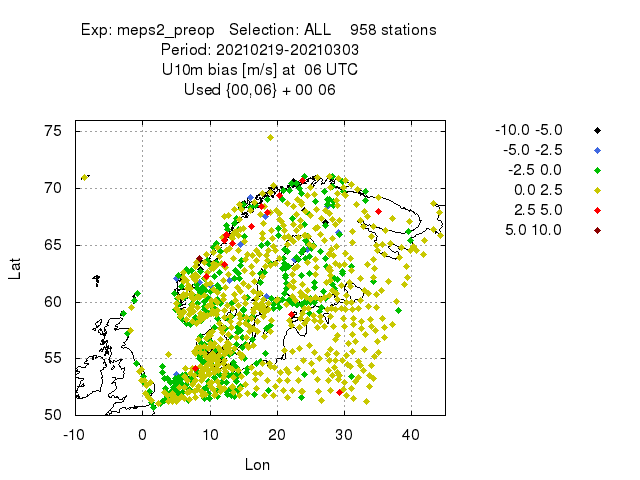 Exp: meps2_preop   Selection: ALL    958 stations
Period: 20210219-20210303
U10m bias [m/s] at  06 UTC
Used {00,06} + 00 06
-10.0 -5.0
-5.0 -2.5
-2.5 0.0
0.0 2.5
2.5 5.0
5.0 10.0
75
70
65
60
55
50
Lat
-10 0 10 20 30 40
Lon